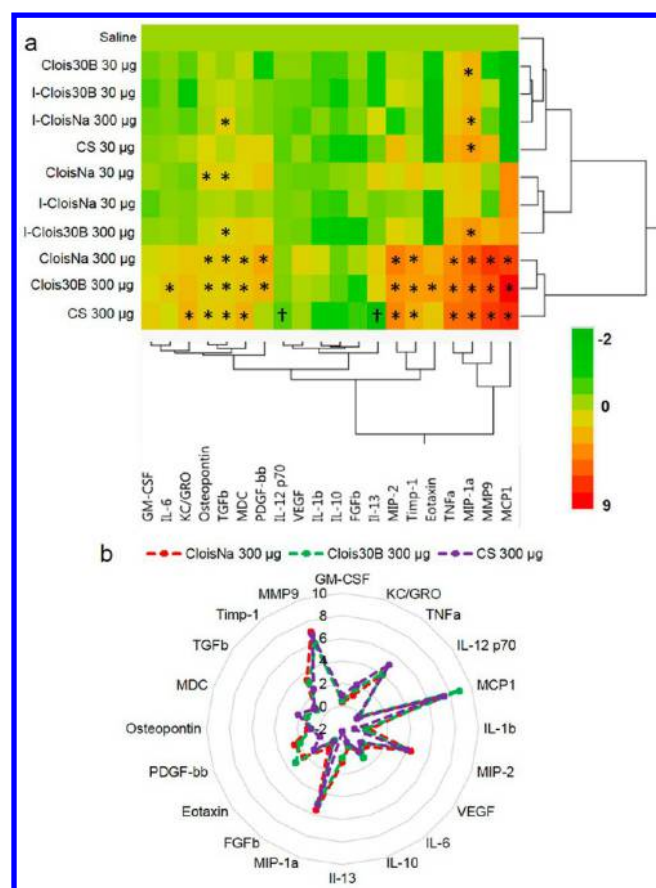 a
Saline
Clois30B 30 µg
I-Clois30B 30 µg
I-CloisNa 300 µg
CS 30 µg
CloisNa 30 µg
I-CloisNa 30 µg
I-Clois30B 300 µg
CloisNa 300 µg
Clois30B 300 µg
CS 300 µg
*
*
* *
*
* *
* *
* * * * * * * * * *
* * * * * * * * * * * *
* * * * † † * * * * * *
-2
0
9
GM-CSF
IL-6
KC/GRO
Osteopontin
TGFb
MDC
PDGF-bb
IL-12 p70
VEGF
IL-1b
IL-10
FGFb
Il-13
MIP-2
Timp-1
Eotaxin
TNFa
MIP-1a
MMP9
MCP1
b
CloisNa 300 µg Clois30B 300 µg CS 300 µg
GM-CSF
MMP9 KC/GRO
Timp-1 TNFa
TGFb IL-12 p70
MDC MCP1
Osteopontin IL-1b
PDGF-bb MIP-2
Eotaxin VEGF
FGFb IL-6
MIP-1a IL-10
Il-13
10
8
6
4
2
0
-2